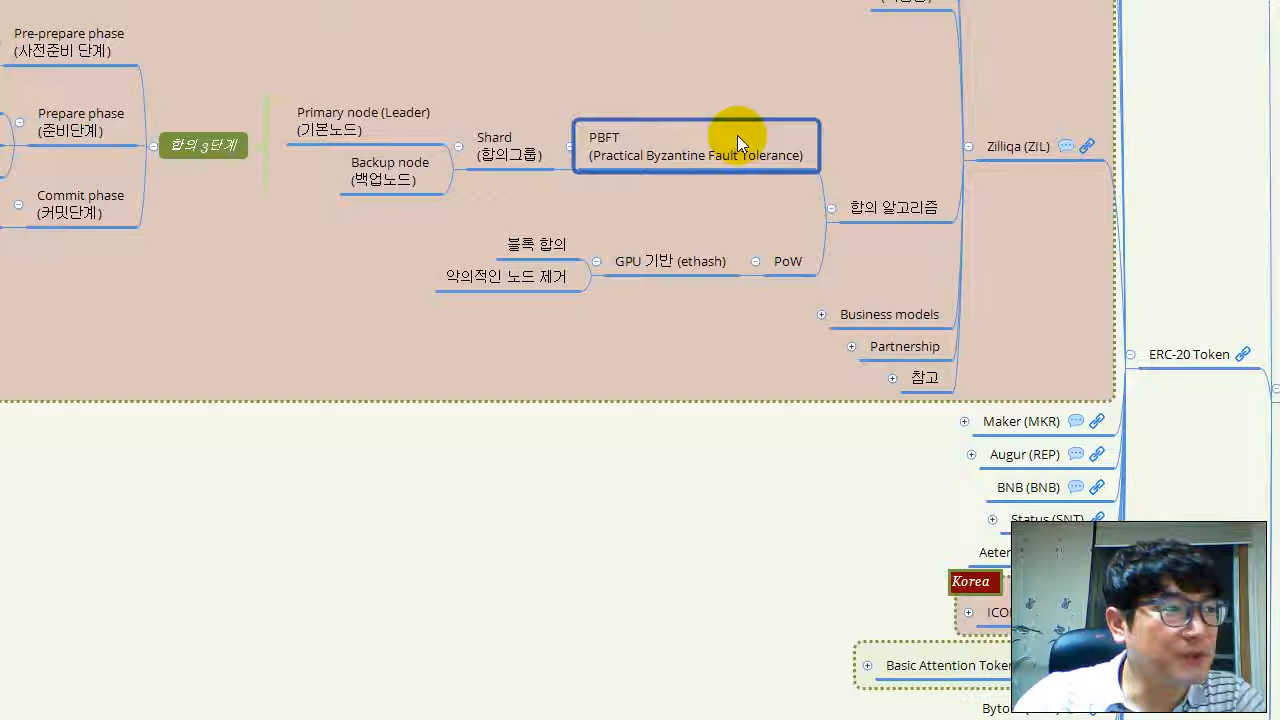 Pre-prepare phase
(사전준비 단계)
Prepare phase
(준비단계)
Commit phase
(커밋단계)
합의 3단계
Primary node (Leader)
(기본노드)
Backup node
(백업노드)
Shard
(합의그룹)
PBFT
(Practical Byzantine Fault Tolerance)
블록 합의
악의적인 노드 제거
GPU 기반 (ethash)
PoW
합의 알고리즘
Zilliqa (ZIL)
Business models
Partnership
참고
ERC-20 Token
Maker (MKR)
Augur (REP)
BNB (BNB)
Status (SNT)
Korea
Basic Attention